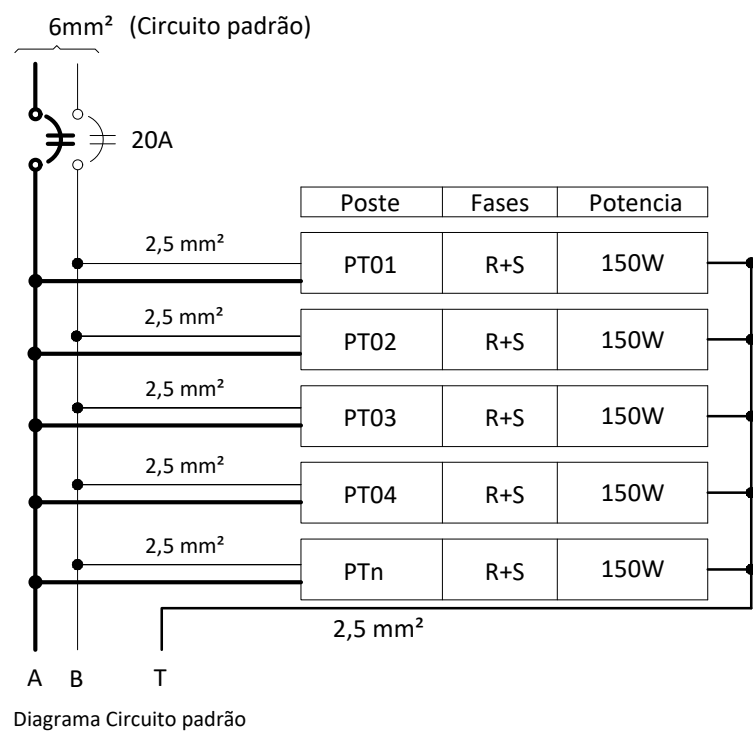 6mm² (Circuito padrão)
20A
Poste Fases Potencia
2,5 mm²
PT01 R+S 150W
2,5 mm²
PT02 R+S 150W
2,5 mm²
PT03 R+S 150W
2,5 mm²
PT04 R+S 150W
2,5 mm²
PTn R+S 150W
2,5 mm²
A B T
Diagrama Circuito padrão